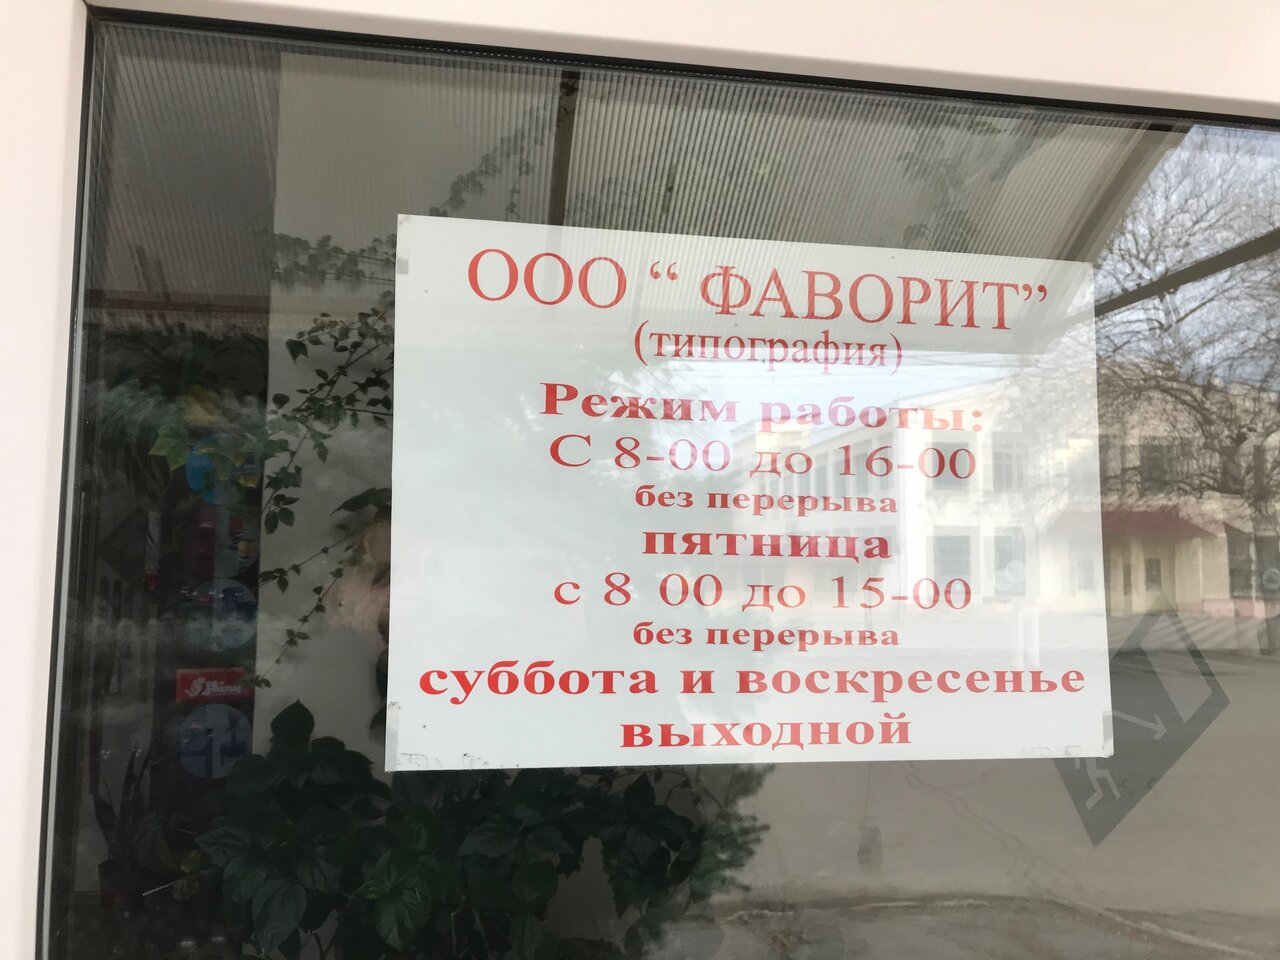 ООО “ ФАВОРИТ”
(типография)
Режим работы:
С 8-00 до 16-00
без перерыва
пятница
с 8 00 до 15-00
без перерыва
суббота и воскресенье
выходной